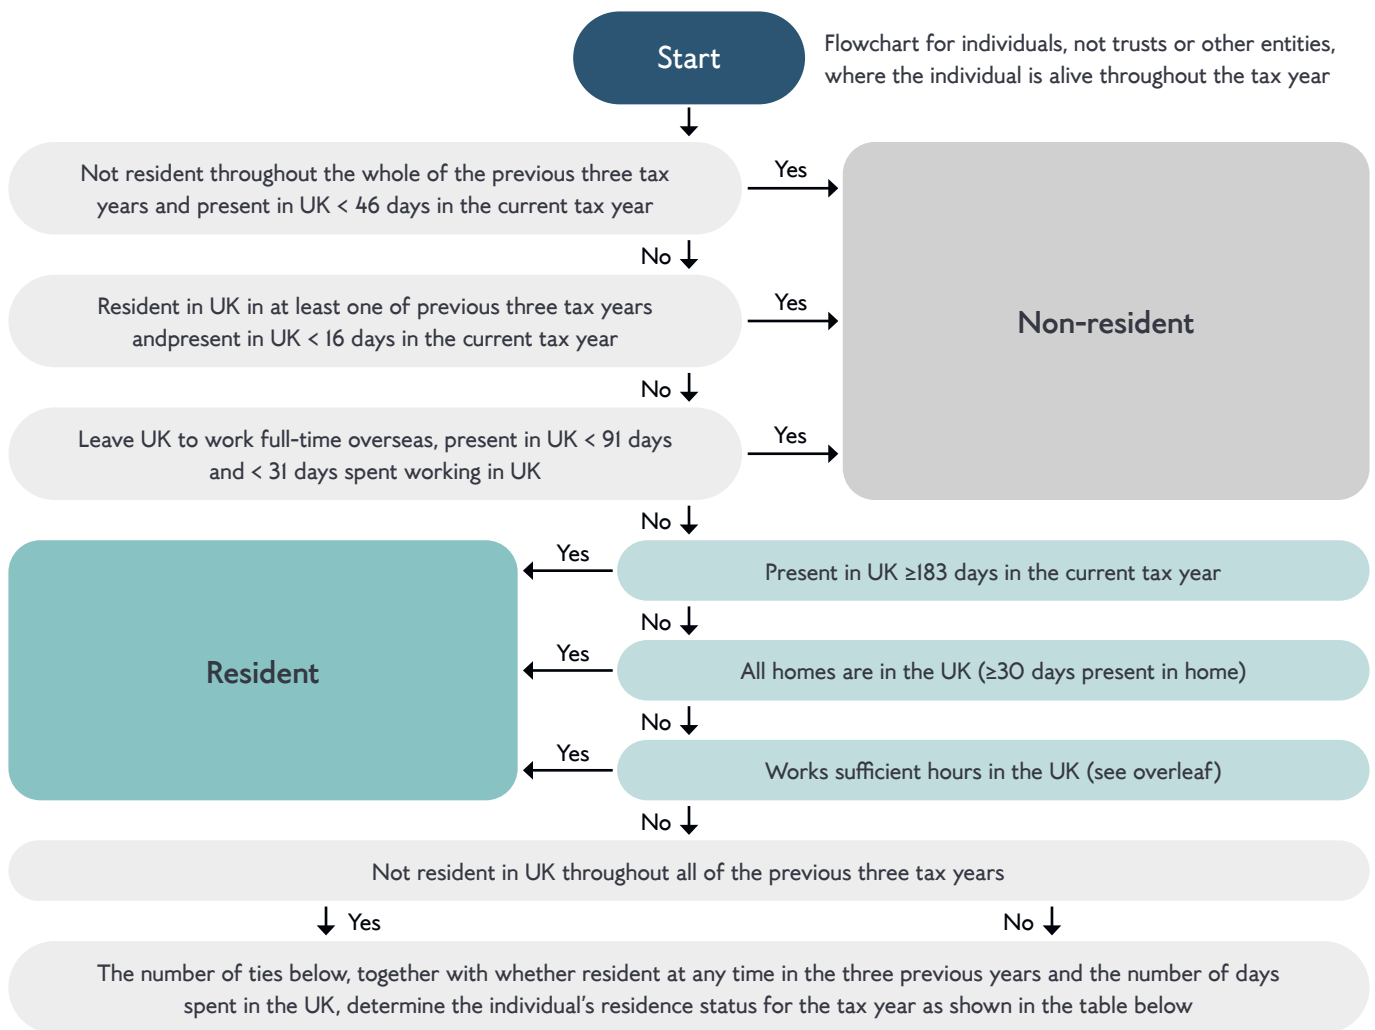 Start
Flowchart for individuals, not trusts or other entities,
where the individual is alive throughout the tax year
Not resident throughout the whole of the previous three tax
years and present in UK < 46 days in the current tax year
Yes
Non-resident
No
Resident in UK in at least one of previous three tax years
andpresent in UK < 16 days in the current tax year
Yes
No
Leave UK to work full-time overseas, present in UK < 91 days
and < 31 days spent working in UK
Yes
No
Present in UK ≥183 days in the current tax year
Yes
Resident
No
All homes are in the UK (≥30 days present in home)
Yes
No
Works sufficient hours in the UK (see overleaf)
Yes
No
Not resident in UK throughout all of the previous three tax years
Yes
No
The number of ties below, together with whether resident at any time in the three previous years and the number of days
spent in the UK, determine the individual’s residence status for the tax year as shown in the table below